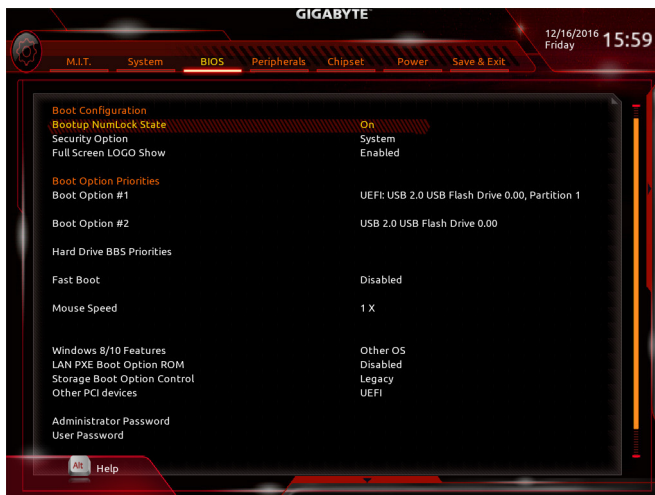 GIGABYTE™
12/16/2016
Friday
15:59
M.I.T. System BIOS Peripherals Chipset Power Save & Exit
Boot Configuration
Bootup NumLock State On
Security Option System
Full Screen LOGO Show Enabled
Boot Option Priorities
Boot Option #1 UEFI: USB 2.0 USB Flash Drive 0.00, Partition 1
Boot Option #2 USB 2.0 USB Flash Drive 0.00
Hard Drive BBS Priorities
Fast Boot Disabled
Mouse Speed 1 X
Windows 8/10 Features Other OS
LAN PXE Boot Option ROM Disabled
Storage Boot Option Control Legacy
Other PCI devices UEFI
Administrator Password
User Password
Alt Help